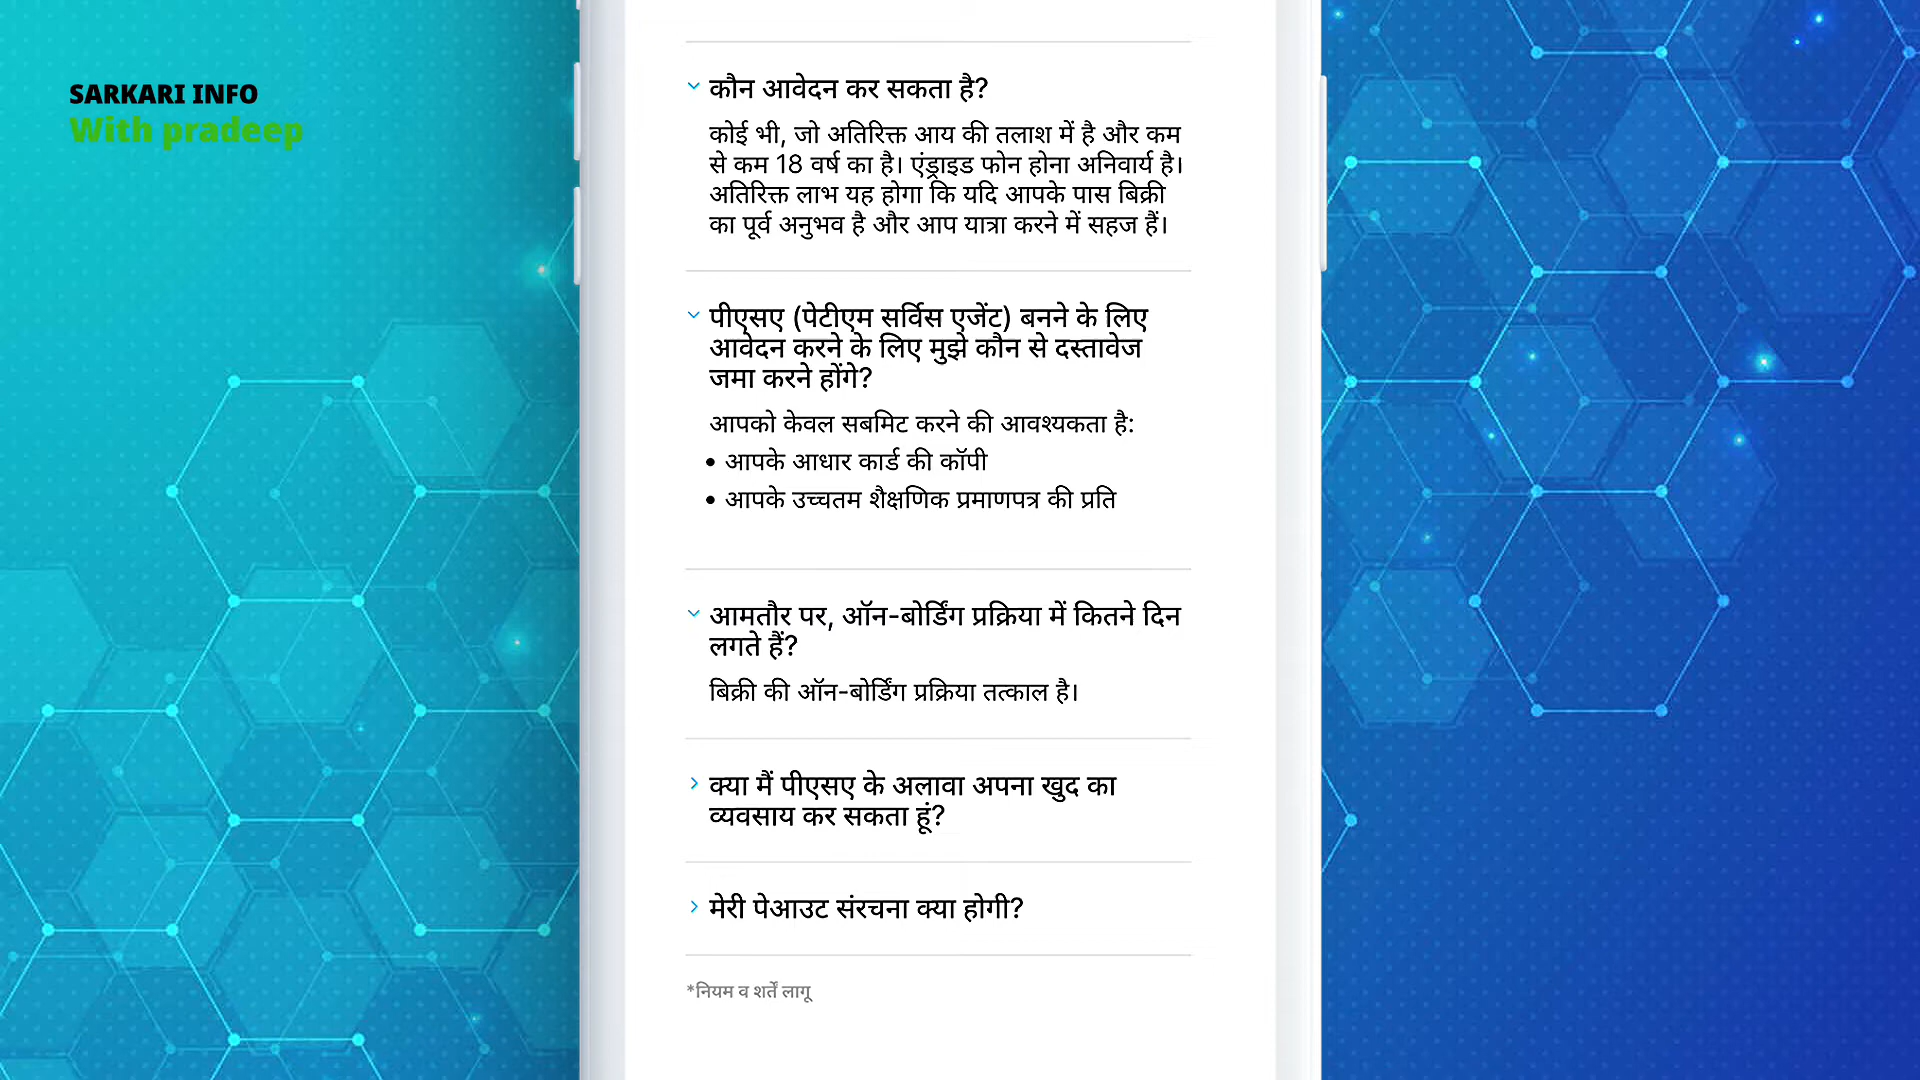 SARKARI INFO
With pradeep
कौन आवेदन कर सकता है?
कोई भी, जो अतिरिक्त आय की तलाश में है और कम
से कम 18 वर्ष का है। एंड्राइड फोन होना अनिवार्य है।
अतिरिक्त लाभ यह होगा कि यदि आपके पास बिक्री
का पूर्व अनुभव है और आप यात्रा करने में सहज हैं।
पीएसए (पेटीएम सर्विस एजेंट) बनने के लिए
आवेदन करने के लिए मुझे कौन से दस्तावेज
जमा करने होंगे?
आपको केवल सबमिट करने की आवश्यकता है:
• आपके आधार कार्ड की कॉपी
• आपके उच्चतम शैक्षणिक प्रमाणपत्र की प्रति
आमतौर पर, ऑन-बोर्डिंग प्रक्रिया में कितने दिन
लगते हैं?
बिक्री की ऑन-बोर्डिंग प्रक्रिया तत्काल है।
क्या मैं पीएसए के अलावा अपना खुद का
व्यवसाय कर सकता हूं?
मेरी पेआउट संरचना क्या होगी?
*नियम व शर्तें लागू